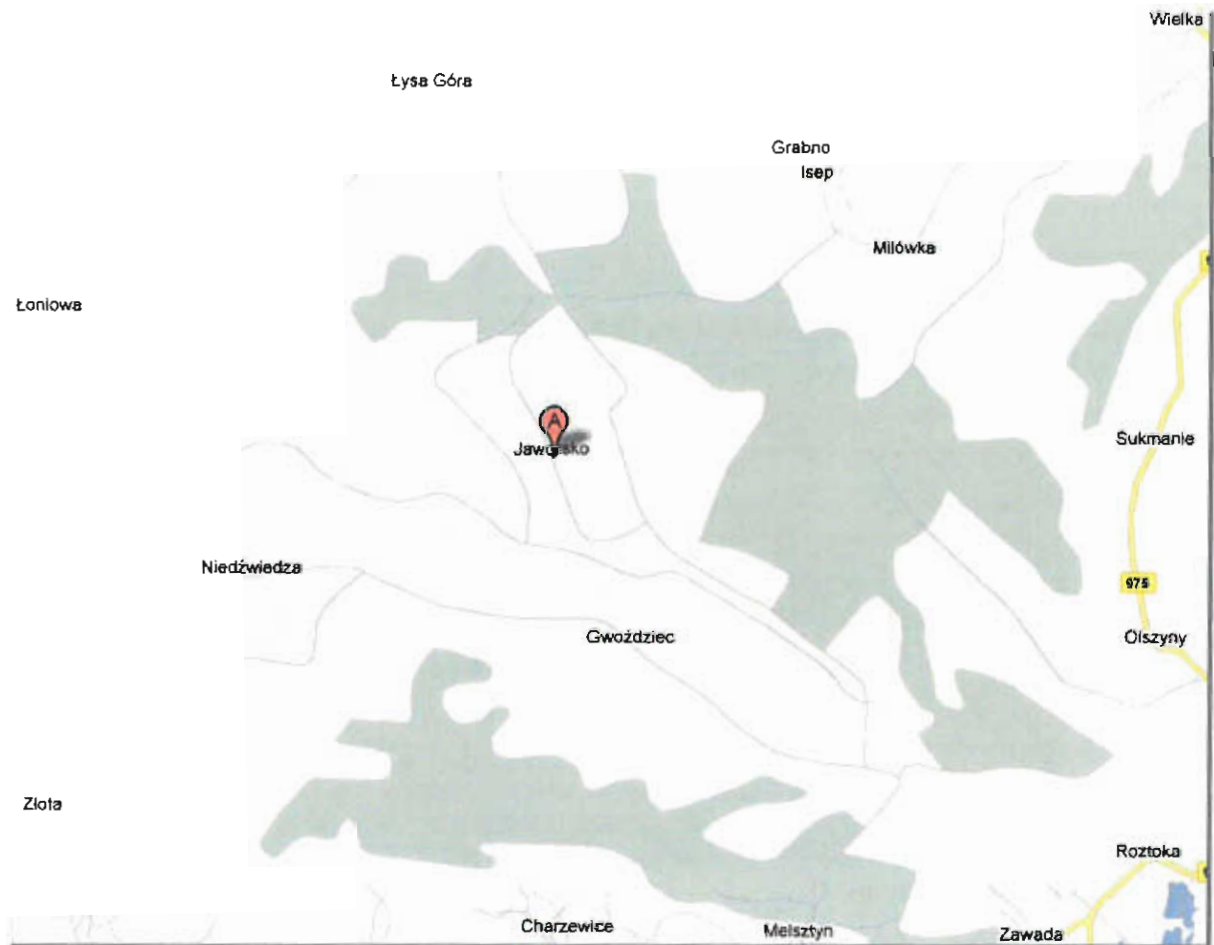 Wielka
Łysa Góra
Grabno
Isep
Milówka
Łoniowa
A
Sukmanie
Niedźwiedza
975
Gwoździec
Olszyny
Złota
Roztoka
Charzewice
Melsztyn
Zawada